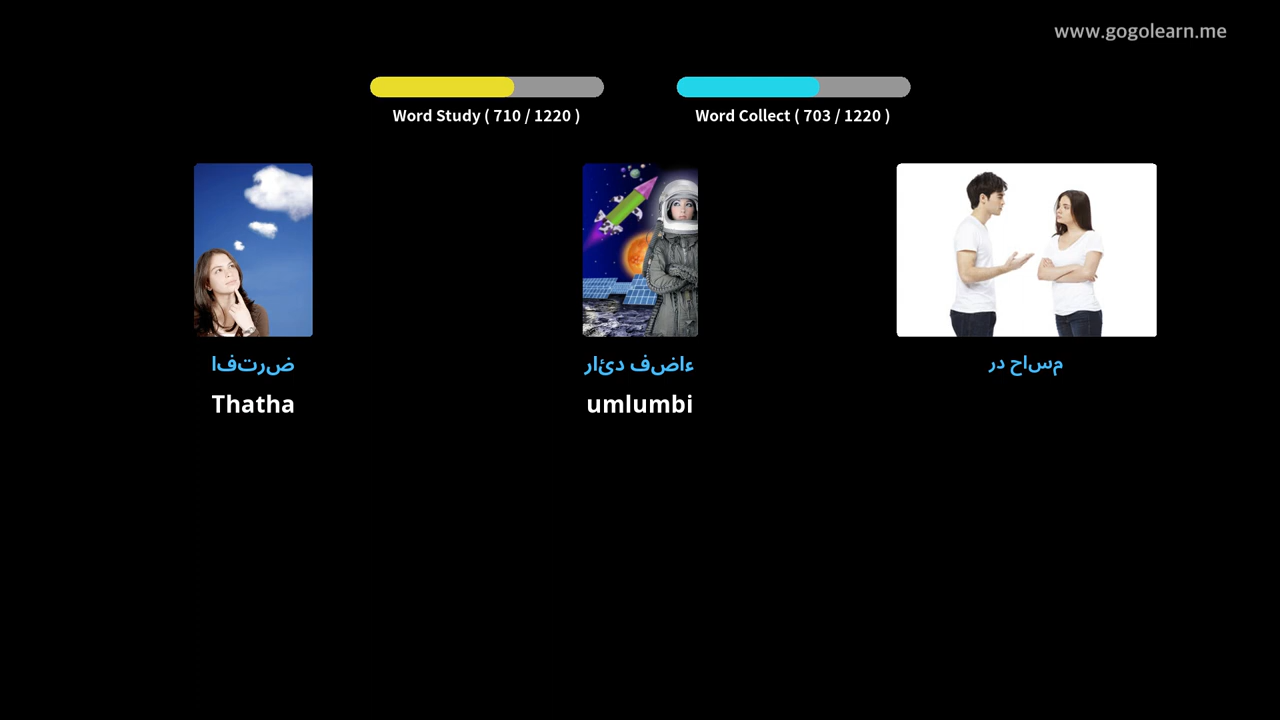 www.gogolearn.me
Word Study ( 710 / 1220 )
Word Collect ( 703 / 1220 )
ضرتفا
Thatha
ءاضف دئار
umlumbi
مساح در